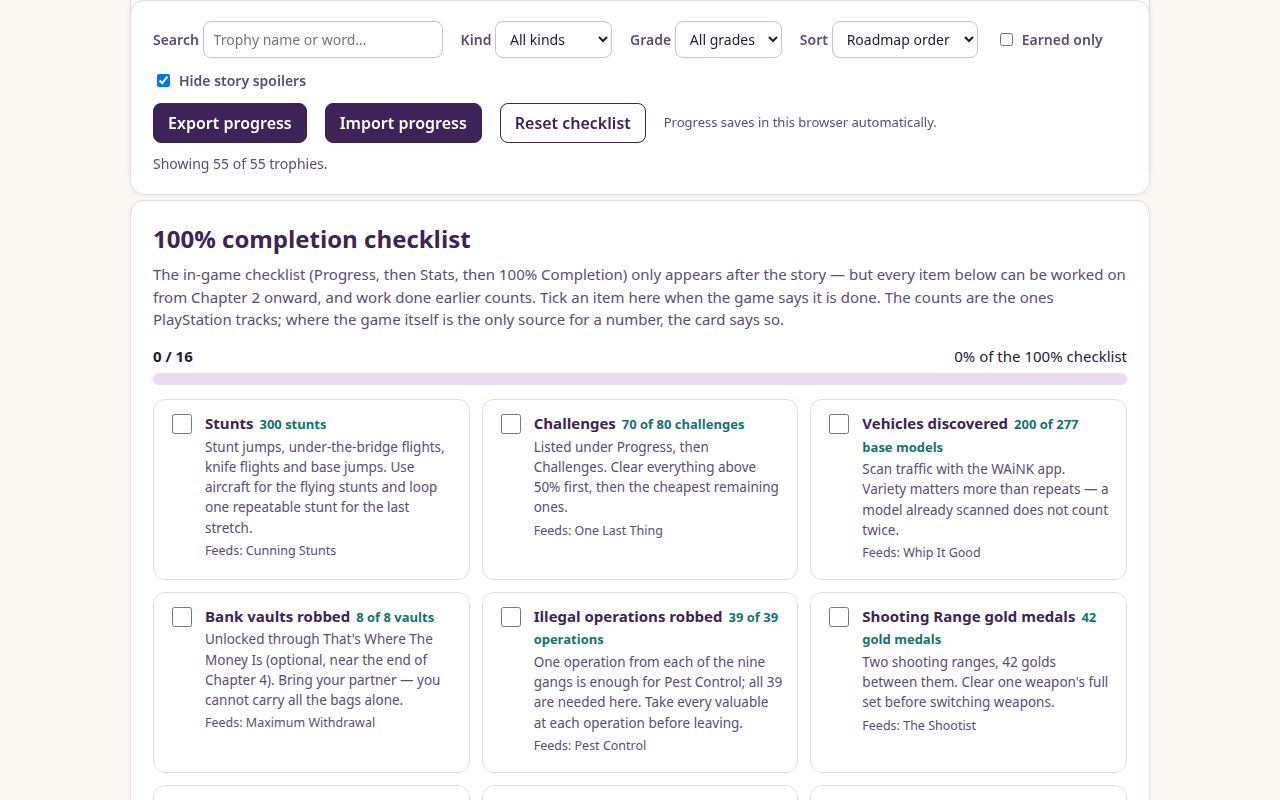 Search Trophy name or word... Kind All kinds Grade All grades Sort Roadmap order Earned only
Hide story spoilers
Export progress Import progress Reset checklist Progress saves in this browser automatically.
Showing 55 of 55 trophies.
100% completion checklist
The in-game checklist (Progress, then Stats, then 100% Completion) only appears after the story — but every item below can be worked on
from Chapter 2 onward, and work done earlier counts. Tick an item here when the game says it is done. The counts are the ones
PlayStation tracks; where the game itself is the only source for a number, the card says so.
0 / 16 0% of the 100% checklist
Stunts 300 stunts
Stunt jumps, under-the-bridge flights,
knife flights and base jumps. Use
aircraft for the flying stunts and loop
one repeatable stunt for the last
stretch.
Feeds: Cunning Stunts
Challenges 70 of 80 challenges
Listed under Progress, then
Challenges. Clear everything above
50% first, then the cheapest remaining
ones.
Feeds: One Last Thing
Vehicles discovered 200 of 277
base models
Scan traffic with the WAiNK app.
Variety matters more than repeats — a
model already scanned does not count
twice.
Feeds: Whip It Good
Bank vaults robbed 8 of 8 vaults
Unlocked through That's Where The
Money Is (optional, near the end of
Chapter 4). Bring your partner — you
cannot carry all the bags alone.
Feeds: Maximum Withdrawal
Illegal operations robbed 39 of 39
operations
One operation from each of the nine
gangs is enough for Pest Control; all 39
are needed here. Take every valuable
at each operation before leaving.
Feeds: Pest Control
Shooting Range gold medals 42
gold medals
Two shooting ranges, 42 golds
between them. Clear one weapon's full
set before switching weapons.
Feeds: The Shootist